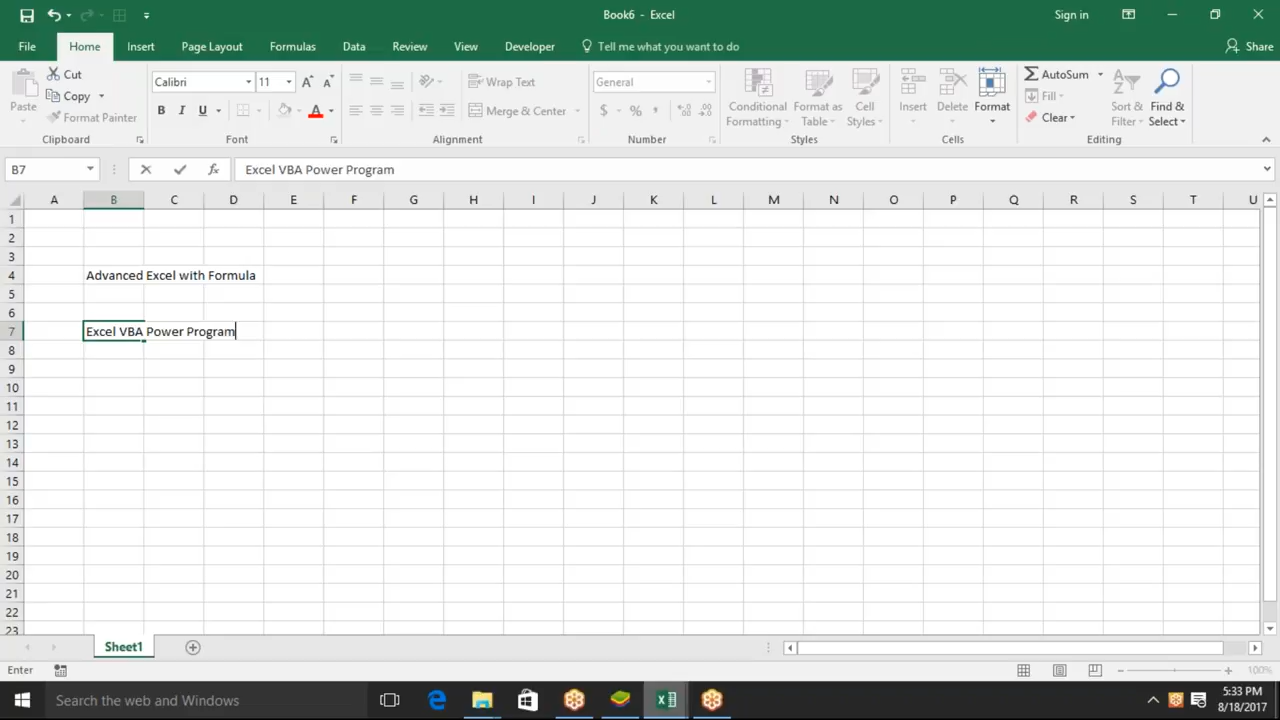 Book6 - Excel
Sign in
File Home Insert Page Layout Formulas Data Review View Developer Tell me what you want to do Share
Paste
Cut
Copy
Format Painter
Clipboard
Calibri 11
A A
B I U A
Font
Wrap Text
Merge & Center
Alignment
General
$ % ,
Number
Conditional Formatting
Format as Table
Cell Styles
Styles
Insert Delete Format
Cells
AutoSum
Fill
Clear
Sort & Filter
Find & Select
Editing
B7 fx Excel VBA Power Program
A B C D E F G H I J K L M N O P Q R S T U
1
2
3
4 Advanced Excel with Formula
5
6
7 Excel VBA Power Program
8
9
10
11
12
13
14
15
16
17
18
19
20
21
22
23
Sheet1
Enter 100%
Search the web and Windows
5:33 PM
8/18/2017